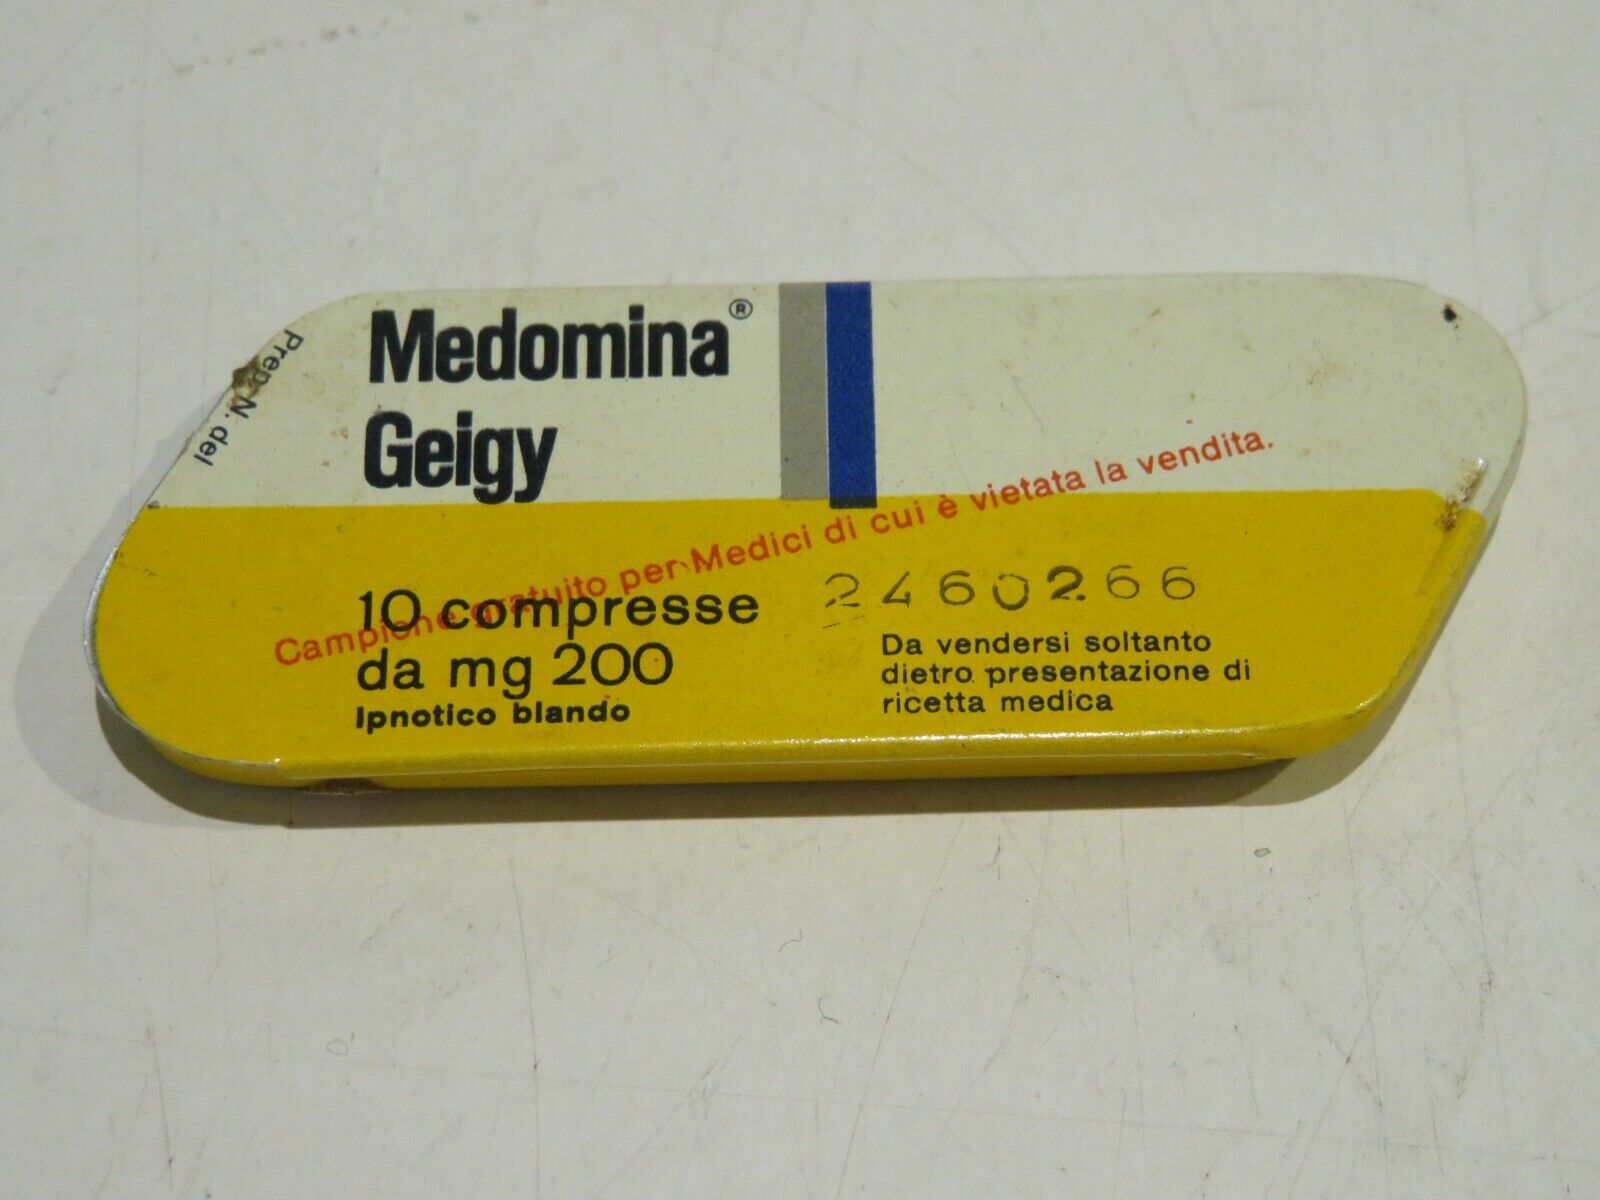 Medomina®
Geigy
Prep. N. del
Campione gratuito per Medici di cui è vietata la vendita.
10 compresse
da mg 200
Ipnotico blando
2460266
Da vendersi soltanto
dietro presentazione di
ricetta medica